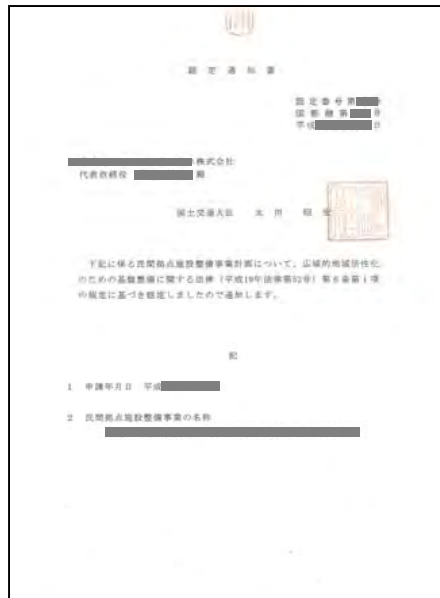 認定通知書
認定番号第 号
国都 第 号
平成 日
株式会社
代表取締役 殿
国土交通大臣 太田 昭宏
下記に係る民間拠点施設整備事業計画について、広域的地域活性化
のための基盤整備に関する法律(平成19年法律第52号)第8条第1項
の規定に基づき認定しましたので通知します。
記
1 申請年月日 平成
2 民間拠点施設整備事業の名称